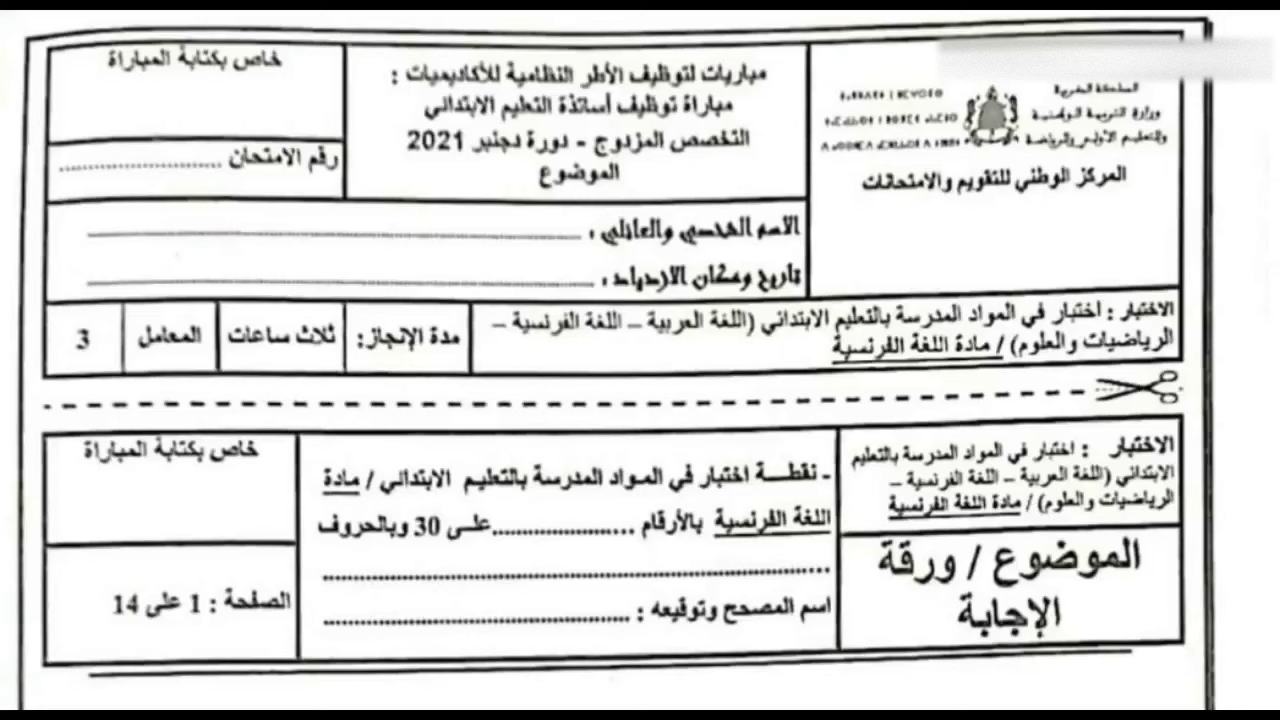 المملكة المغربية
وزارة التربية الوطنية
والتعليم الأولي والرياضة
المركز الوطني للتقويم والامتحانات
مباريات لتوظيف الأطر النظامية للأكاديميات :
مباراة توظيف أساتذة التعليم الابتدائي
التخصص المزدوج - دورة دجنبر 2021
الموضوع
خاص بكتابة المباراة
رقم الامتحان ........................
الاسم الشخصي والعائلي : ........................
تاريخ ومكان الازدياد : ........................
الاختبار : اختبار في المواد المدرسة بالتعليم الابتدائي (اللغة العربية – اللغة الفرنسية –
الرياضيات والعلوم) / مادة اللغة الفرنسية
مدة الإنجاز:
ثلاث ساعات
المعامل
3
الاختبار : اختبار في المواد المدرسة بالتعليم
الابتدائي (اللغة العربية – اللغة الفرنسية –
الرياضيات والعلوم) / مادة اللغة الفرنسية
الموضوع / ورقة
الإجابة
- نقطة اختبار في المواد المدرسة بالتعليم الابتدائي / مادة
اللغة الفرنسية بالأرقام ........................على 30 وبالحروف
........................
اسم المصحح وتوقيعه : ........................
خاص بكتابة المباراة
الصفحة : 1 على 14